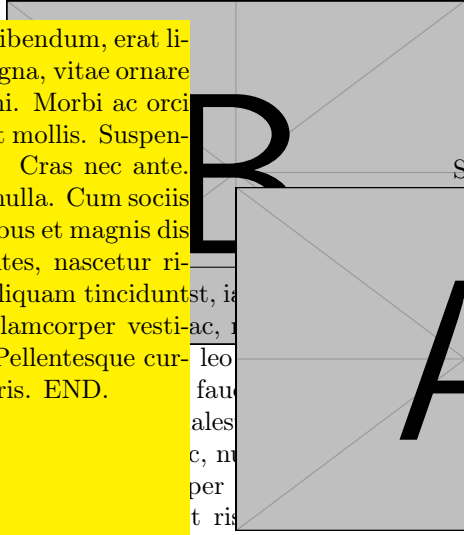 ibendum, erat li-
gna, vitae ornare
ni. Morbi ac orci
t mollis. Suspen-
Cras nec ante.
nulla. Cum sociis
bus et magnis dis
tes, nascetur ri-
liquam tincidunt
lamcorper vesti-
Pellentesque cur-
ris. END.
B
S
st, ia
ac,
leo
fauc
ales
c, nu
per
t ris
A